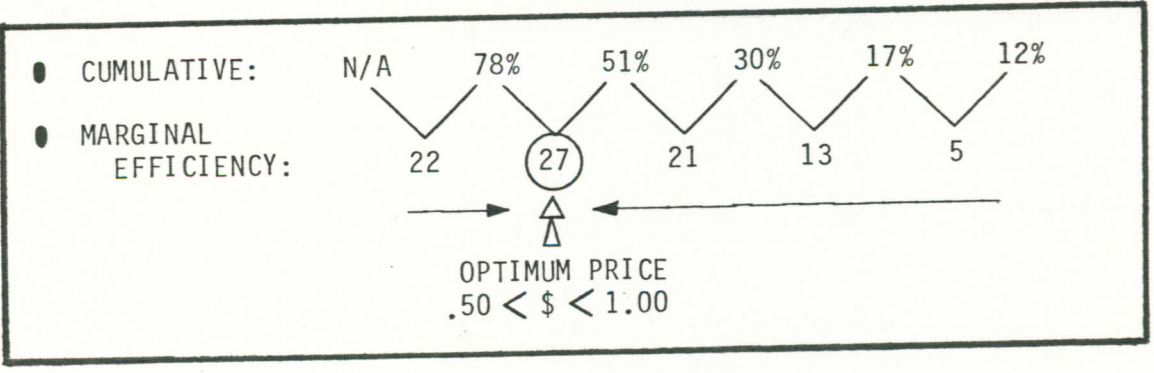 ● CUMULATIVE: N/A 78% 51% 30% 17% 12%
● MARGINAL
EFFICIENCY: 22 27 21 13 5
OPTIMUM PRICE
.50 < $ < 1.00